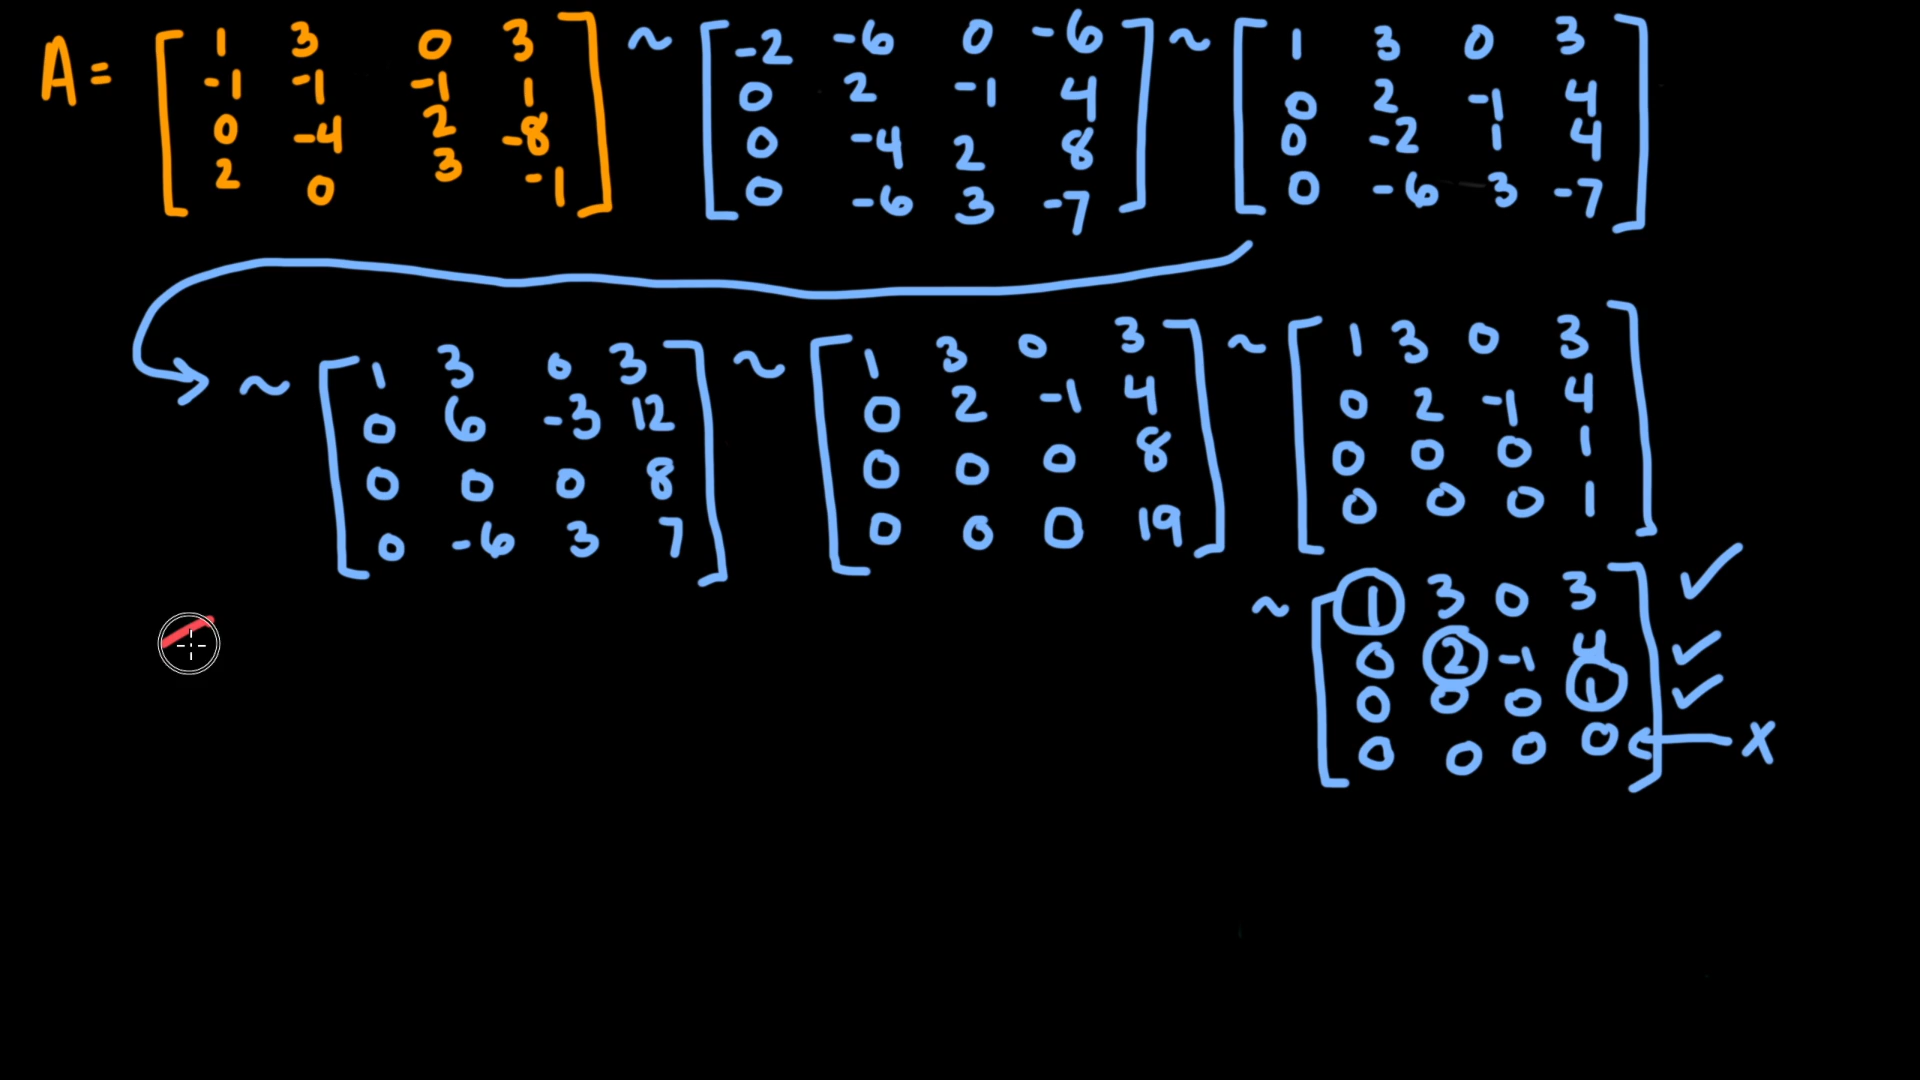 A = [ 1 3 0 3 ] ~ [ -2 -6 0 -6 ] ~ [ 1 3 0 3 ]
-1 -1 -1 1 0 2 -1 4 0 2 -1 4
0 -4 2 -8 0 -4 2 8 0 -2 1 4
2 0 3 -1 0 -6 3 -7 0 -6 3 -7
~ [ 1 3 0 3 ] ~ [ 1 3 0 3 ] ~ [ 1 3 0 3 ]
0 6 -3 12 0 2 -1 4 0 2 -1 4
0 0 0 8 0 0 0 8 0 0 0 1
0 -6 3 7 0 0 0 19 0 0 0 1
~ [ 1 3 0 3 ] ✓
0 2 -1 4 ✓
0 0 0 1 ✓
0 0 0 0 ← X